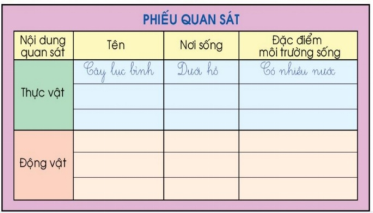 PHIẾU QUAN SÁT
Nội dung quan sát
Tên
Nơi sống
Đặc điểm môi trường sống
Thực vật
Cây lục bình
Dưới hồ
Có nhiều nước
Động vật